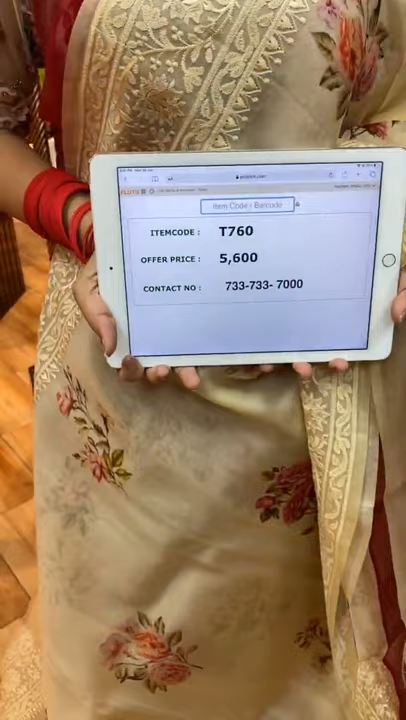 Item Code / Barcode
ITEMCODE : T760
OFFER PRICE : 5,600
CONTACT NO : 733-733- 7000